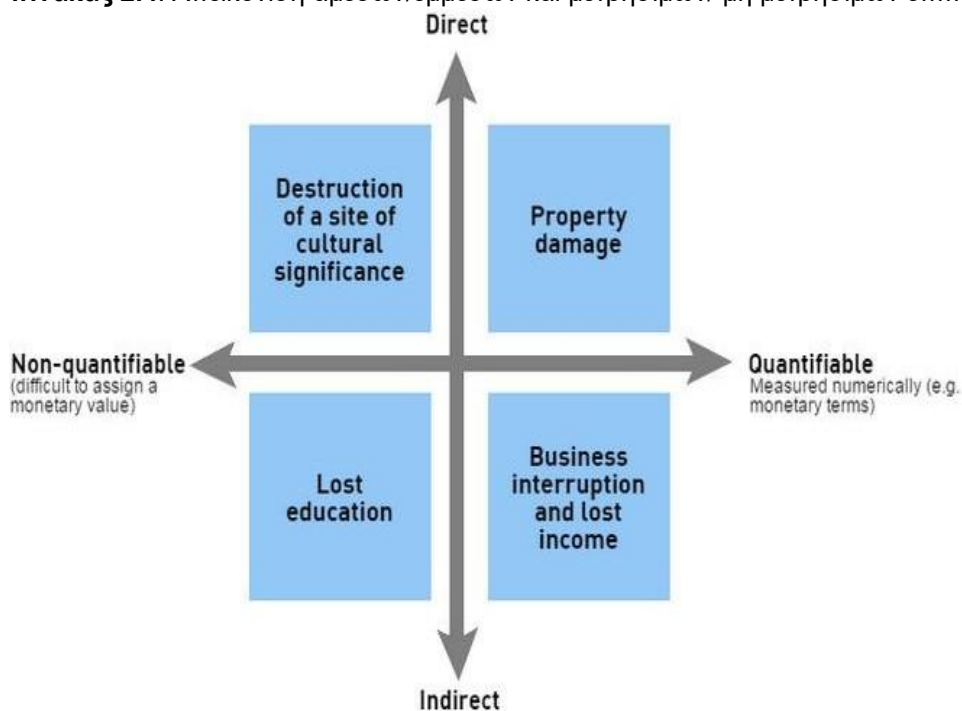 Direct
Destruction
of a site of
cultural
significance
Property
damage
Non-quantifiable
(difficult to assign a
monetary value)
Quantifiable
Measured numerically (e.g.
monetary terms)
Lost
education
Business
interruption
and lost
income
Indirect